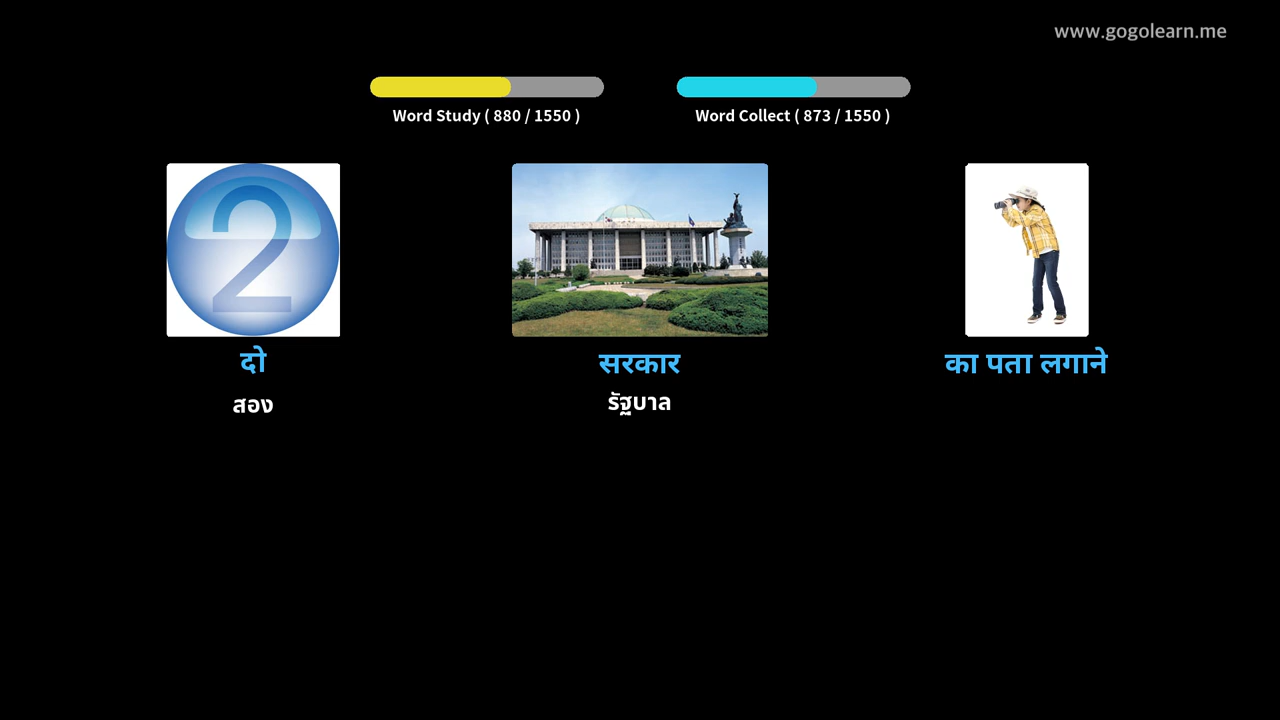 www.gogolearn.me
Word Study ( 880 / 1550 )
Word Collect ( 873 / 1550 )
2
दो
सरकार
का पता लगाने
สอง
รัฐบาล